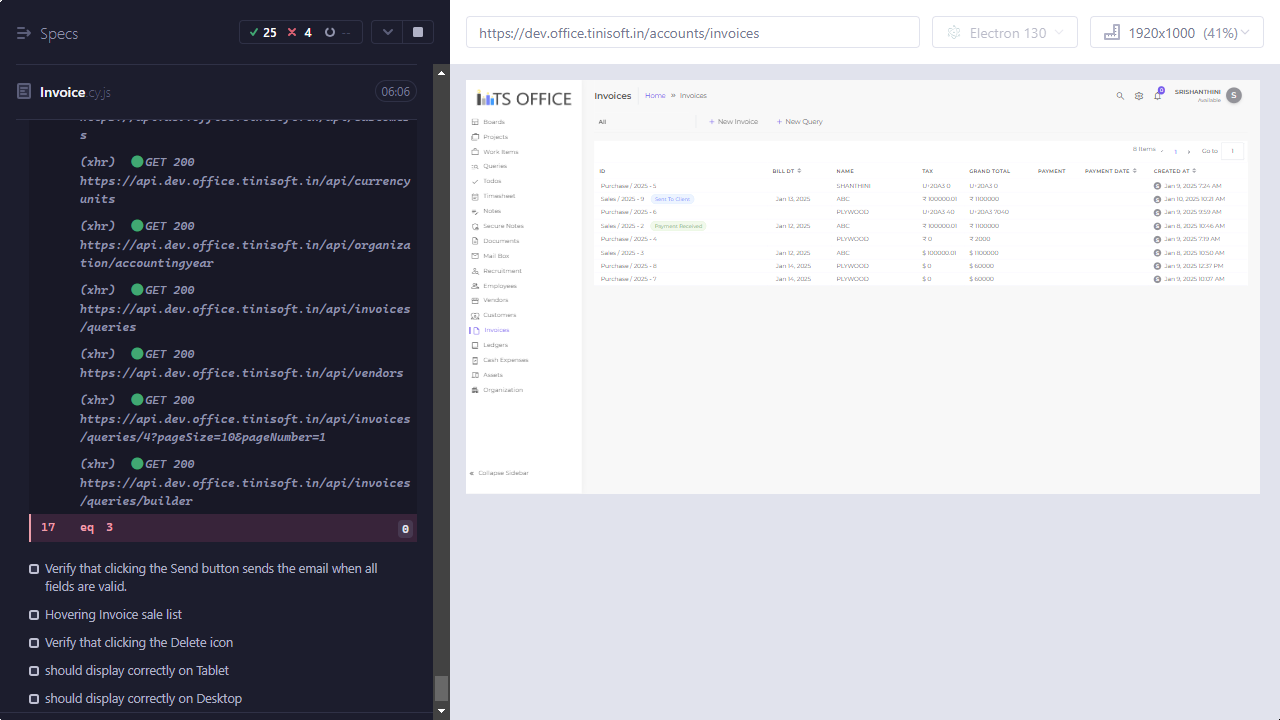 Specs
25
4
--
Invoice.cy.js
06:06
s
(xhr) GET 200
https://api.dev.office.tinisoft.in/api/currency
units
(xhr) GET 200
https://api.dev.office.tinisoft.in/api/organiza
tion/accountingyear
(xhr) GET 200
https://api.dev.office.tinisoft.in/api/invoices
/queries
(xhr) GET 200
https://api.dev.office.tinisoft.in/api/vendors
(xhr) GET 200
https://api.dev.office.tinisoft.in/api/invoices
/queries/4?pageSize=10&pageNumber=1
(xhr) GET 200
https://api.dev.office.tinisoft.in/api/invoices
/queries/builder
17 eq 3 0
Verify that clicking the Send button sends the email when all
fields are valid.
Hovering Invoice sale list
Verify that clicking the Delete icon
should display correctly on Tablet
should display correctly on Desktop
https://dev.office.tinisoft.in/accounts/invoices
Electron 130
1920x1000 (41%)
TS OFFICE
Boards
Projects
Work Items
Queries
Todos
Timesheet
Notes
Secure Notes
Documents
Mail Box
Recruitment
Employees
Vendors
Customers
Invoices
Ledgers
Cash Expenses
Assets
Organization
« Collapse Sidebar
Invoices Home » Invoices
SRISHANTHINI S
Available
All + New Invoice + New Query
8 Items 1 Go to 1
ID BILL DT NAME TAX GRAND TOTAL PAYMENT PAYMENT DATE CREATED AT
Purchase / 2025 - 5 SHANTHINI U+20A3 0 U+20A3 0 S Jan 9, 2025 7:24 AM
Sales / 2025 - 9 Sent To Client Jan 13, 2025 ABC ₹ 100000.01 ₹ 1100000 S Jan 10, 2025 10:21 AM
Purchase / 2025 - 6 PLYWOOD U+20A3 40 U+20A3 7040 S Jan 9, 2025 9:59 AM
Sales / 2025 - 2 Payment Received Jan 12, 2025 ABC ₹ 100000.01 ₹ 1100000 S Jan 8, 2025 10:46 AM
Purchase / 2025 - 4 PLYWOOD ₹ 0 ₹ 2000 S Jan 9, 2025 7:19 AM
Sales / 2025 - 3 Jan 12, 2025 ABC $ 100000.01 $ 1100000 S Jan 8, 2025 10:50 AM
Purchase / 2025 - 8 Jan 14, 2025 PLYWOOD $ 0 $ 60000 S Jan 9, 2025 12:37 PM
Purchase / 2025 - 7 Jan 14, 2025 PLYWOOD $ 0 $ 60000 S Jan 9, 2025 10:07 AM